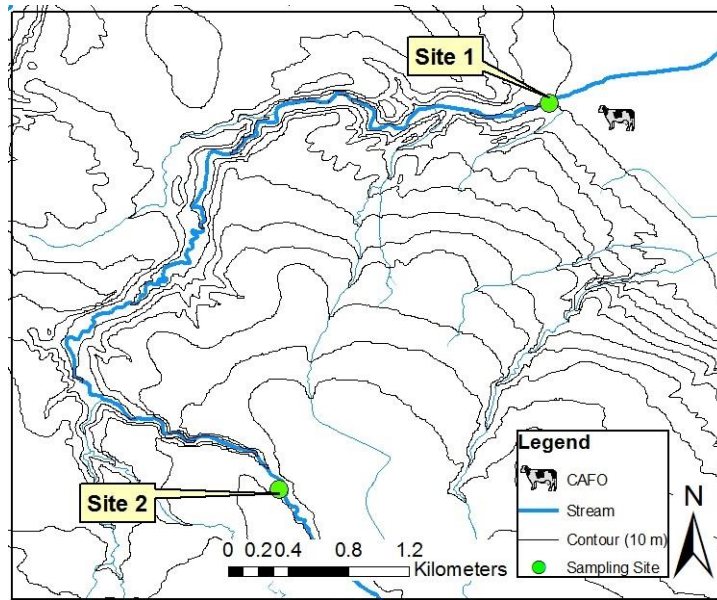 Site 1
Site 2
Legend
CAFO
Stream
Contour (10 m)
Sampling Site
N
0 0.20.4 0.8 1.2
Kilometers